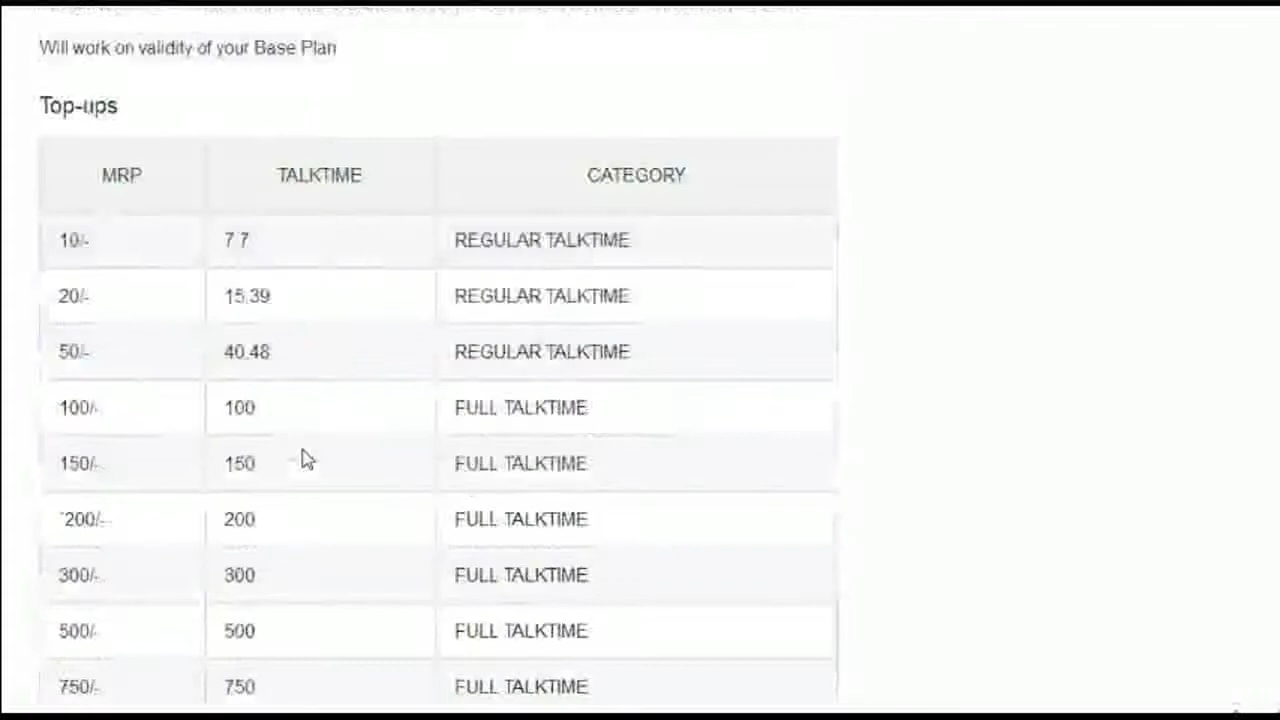 Will work on validity of your Base Plan
Top-ups
MRP TALKTIME CATEGORY
10/- 7.7 REGULAR TALKTIME
20/- 15.39 REGULAR TALKTIME
50/- 40.48 REGULAR TALKTIME
100/- 100 FULL TALKTIME
150/- 150 FULL TALKTIME
200/- 200 FULL TALKTIME
300/- 300 FULL TALKTIME
500/- 500 FULL TALKTIME
750/- 750 FULL TALKTIME